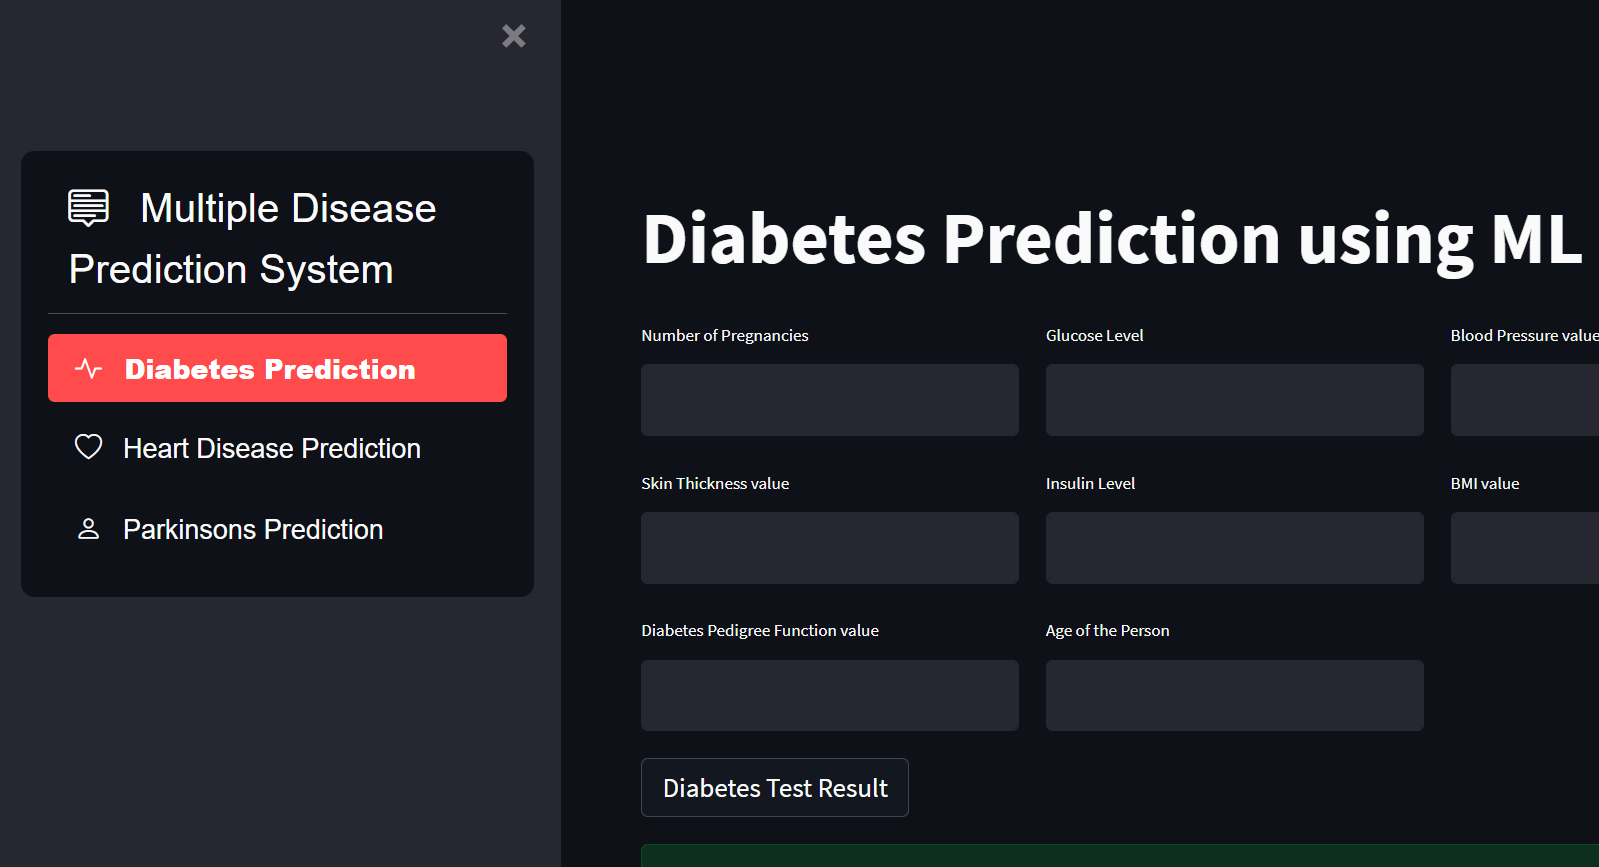 Multiple Disease
Prediction System
Diabetes Prediction
Heart Disease Prediction
Parkinsons Prediction
Diabetes Prediction using ML
Number of Pregnancies
Glucose Level
Blood Pressure value
Skin Thickness value
Insulin Level
BMI value
Diabetes Pedigree Function value
Age of the Person
Diabetes Test Result